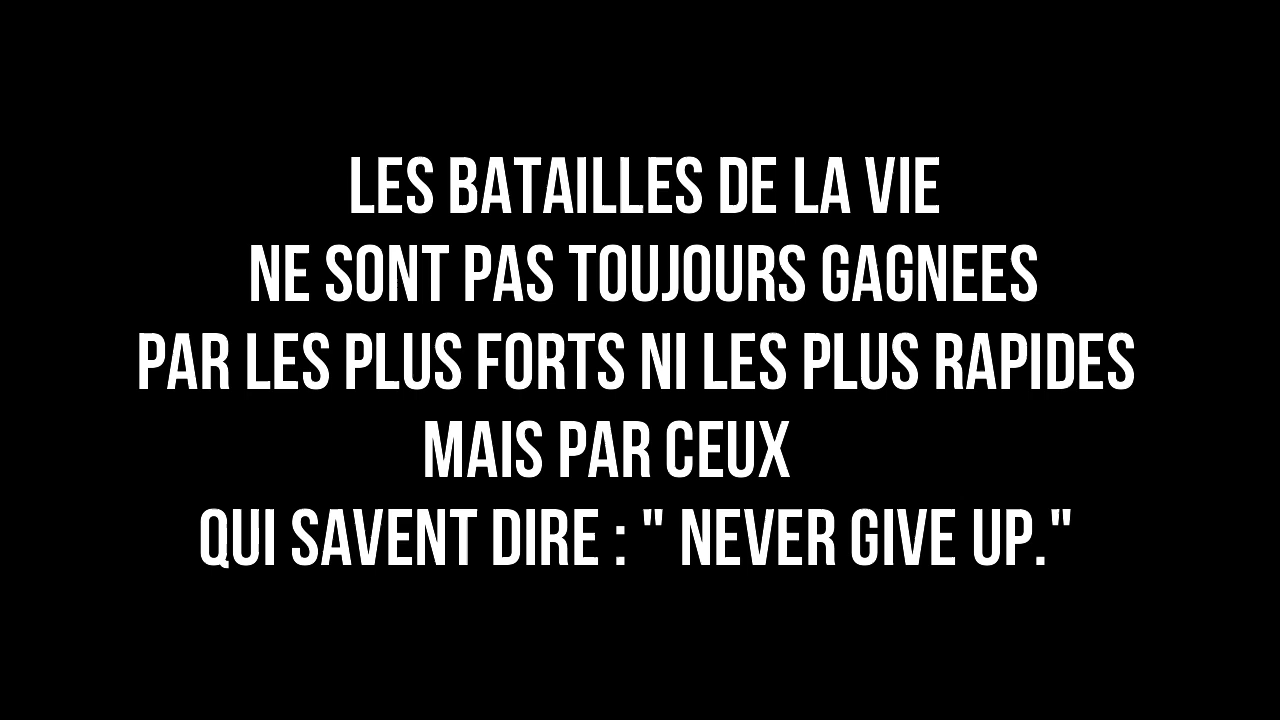 LES BATAILLES DE LA VIE
NE SONT PAS TOUJOURS GAGNEES
PAR LES PLUS FORTS NI LES PLUS RAPIDES
MAIS PAR CEUX
QUI SAVENT DIRE : " NEVER GIVE UP."